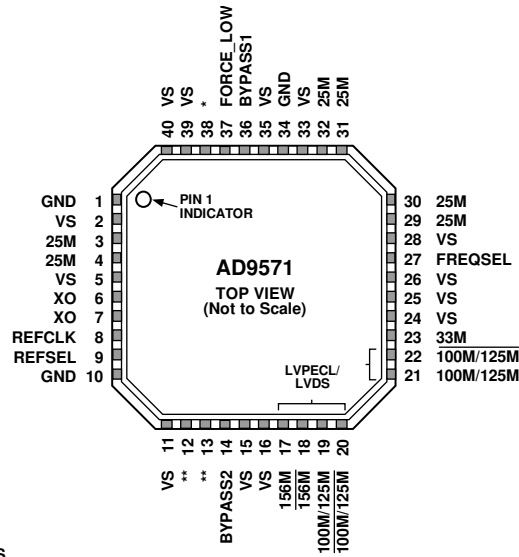 40 VS
39 VS
38 *
37 FORCE_LOW
36 BYPASS1
35 VS
34 GND
33 VS
32 25M
31 25M
GND 1
VS 2
25M 3
25M 4
VS 5
XO 6
XO 7
REFCLK 8
REFSEL 9
GND 10
PIN 1
INDICATOR
AD9571
TOP VIEW
(Not to Scale)
LVPECL/
LVDS
30 25M
29 25M
28 VS
27 FREQSEL
26 VS
25 VS
24 VS
23 33M
22 100M/125M
21 100M/125M
VS 11
** 12
** 13
BYPASS2 14
VS 15
VS 16
156M 17
156M 18
100M/125M 19
100M/125M 20